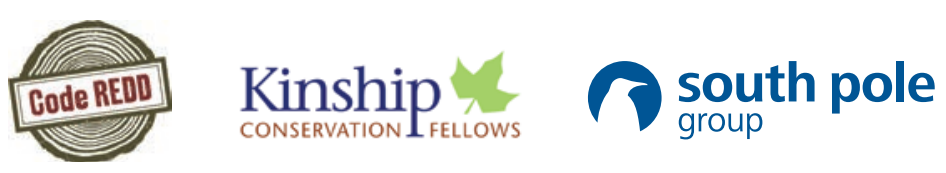 Code REDD
Kinship
CONSERVATION FELLOWS
south pole
group